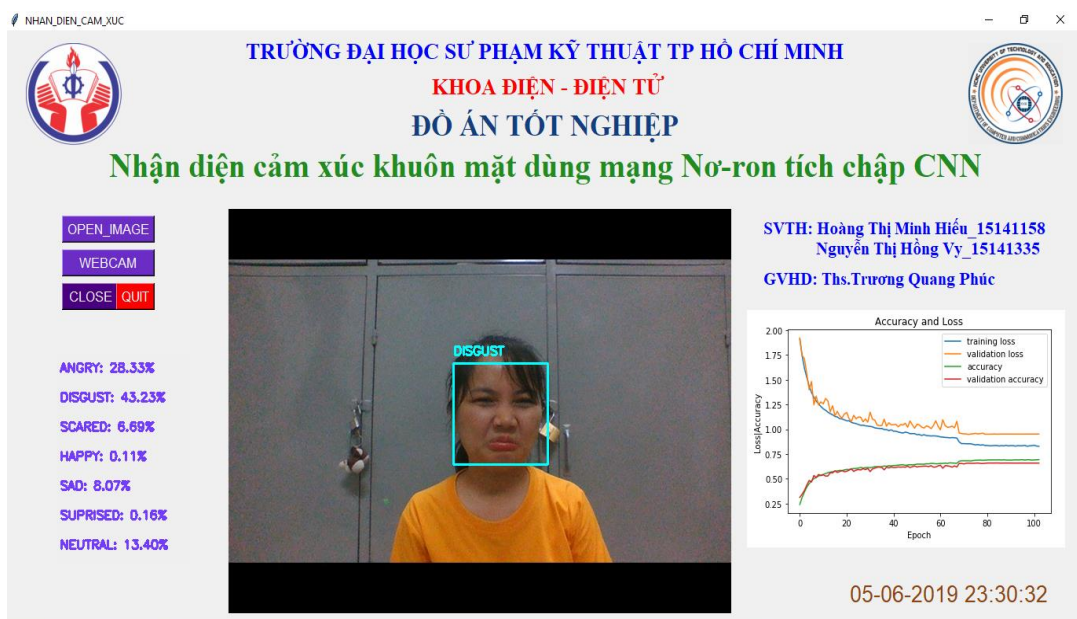 NHAN_DIEN_CAM_XUC
TRƯỜNG ĐẠI HỌC SƯ PHẠM KỸ THUẬT TP HỒ CHÍ MINH
KHOA ĐIỆN - ĐIỆN TỬ
ĐỒ ÁN TỐT NGHIỆP
Nhận diện cảm xúc khuôn mặt dùng mạng Nơ-ron tích chập CNN
OPEN_IMAGE
WEBCAM
CLOSE QUIT
ANGRY: 28.33%
DISGUST: 43.23%
SCARED: 6.69%
HAPPY: 0.11%
SAD: 8.07%
SUPRISED: 0.16%
NEUTRAL: 13.40%
DISGUST
SVTH: Hoàng Thị Minh Hiếu_15141158
Nguyễn Thị Hồng Vy_15141335
GVHD: Ths.Trương Quang Phúc
Accuracy and Loss
training loss
validation loss
accuracy
validation accuracy
Loss|Accuracy
2.00
1.75
1.50
1.25
1.00
0.75
0.50
0.25
0 20 40 60 80 100
Epoch
05-06-2019 23:30:32